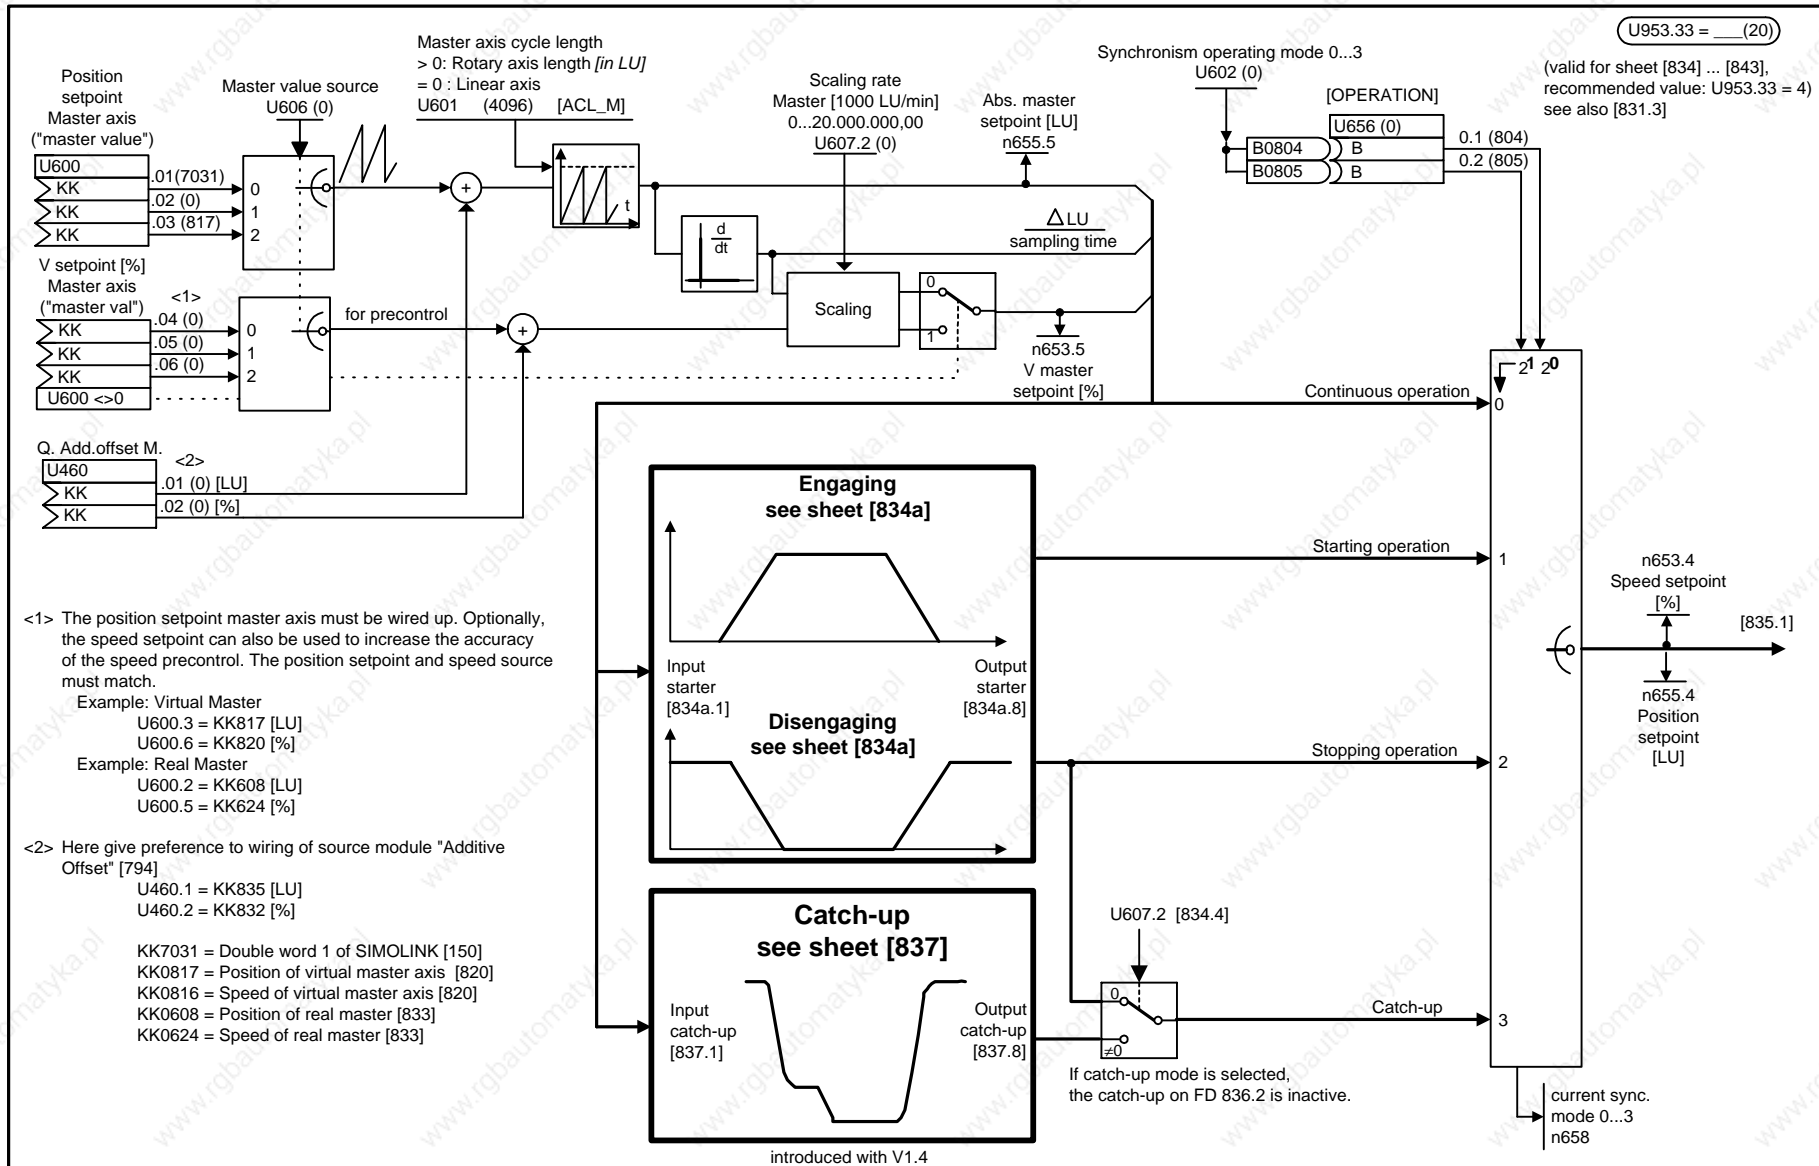 U953.33 = ___(20)
(valid for sheet [834] ... [843],
recommended value: U953.33 = 4)
see also [831.3]
Position
setpoint
Master axis
("master value")
U600
KK
KK
KK
.01(7031)
.02 (0)
.03 (817)
Master value source
U606 (0)
0
1
2
Master axis cycle length
> 0: Rotary axis length [in LU]
= 0 : Linear axis
U601 (4096) [ACL_M]
+
t
Scaling rate
Master [1000 LU/min]
0...20.000.000,00
U607.2 (0)
Abs. master
setpoint [LU]
n655.5
Synchronism operating mode 0...3
U602 (0)
[OPERATION]
U656 (0)
B0804
B
0.1 (804)
B0805
B
0.2 (805)
d
dt
△LU
sampling time
V setpoint [%]
Master axis
("master val")
<1>
KK
KK
KK
.04 (0)
.05 (0)
.06 (0)
U600 <>0
0
1
2
for precontrol
+
Scaling
0
1
n653.5
V master
setpoint [%]
Q. Add.offset M.
<2>
U460
KK
KK
.01 (0) [LU]
.02 (0) [%]
2¹ 2⁰
Continuous operation
0
Engaging
see sheet [834a]
Starting operation
1
Input
starter
[834a.1]
Output
starter
[834a.8]
Disengaging
see sheet [834a]
Stopping operation
2
n653.4
Speed setpoint
[%]
[835.1]
n655.4
Position
setpoint
[LU]
<1> The position setpoint master axis must be wired up. Optionally,
the speed setpoint can also be used to increase the accuracy
of the speed precontrol. The position setpoint and speed source
must match.
Example: Virtual Master
U600.3 = KK817 [LU]
U600.6 = KK820 [%]
Example: Real Master
U600.2 = KK608 [LU]
U600.5 = KK624 [%]
<2> Here give preference to wiring of source module "Additive
Offset" [794]
U460.1 = KK835 [LU]
U460.2 = KK832 [%]
KK7031 = Double word 1 of SIMOLINK [150]
KK0817 = Position of virtual master axis [820]
KK0816 = Speed of virtual master axis [820]
KK0608 = Position of real master [833]
KK0624 = Speed of real master [833]
Catch-up
see sheet [837]
Input
catch-up
[837.1]
Output
catch-up
[837.8]
U607.2 [834.4]
0
≠0
Catch-up
3
If catch-up mode is selected,
the catch-up on FD 836.2 is inactive.
current sync.
mode 0...3
n658
introduced with V1.4
www.rgbautomatyka.pl